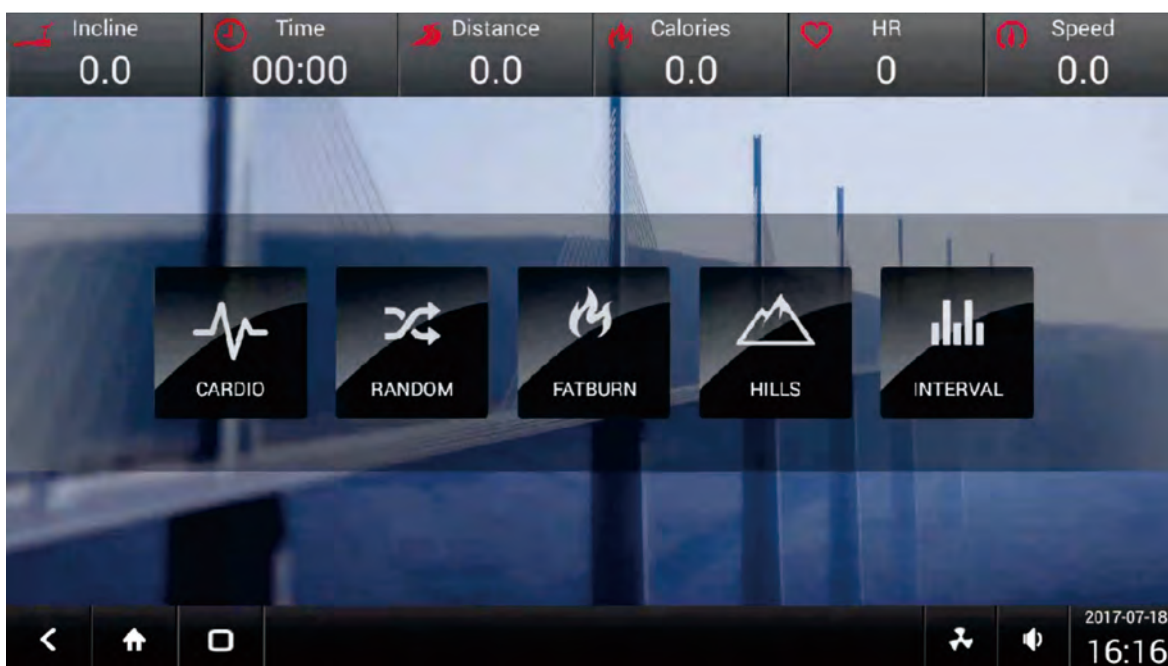 Incline Time Distance Calories HR Speed
0.0 00:00 0.0 0.0 0 0.0
CARDIO RANDOM FATBURN HILLS INTERVAL
2017-07-18
16:16